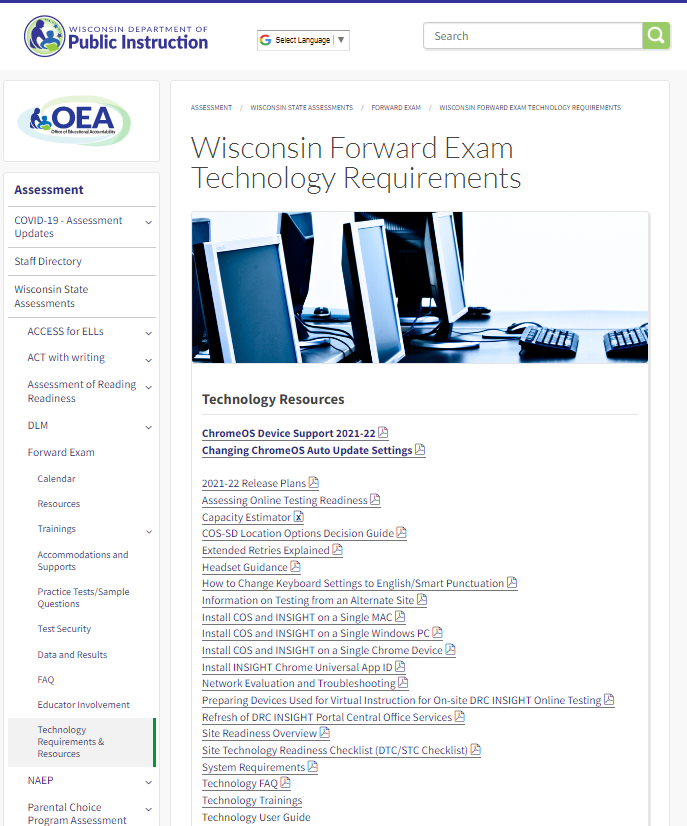 WISCONSIN DEPARTMENT OF
Public Instruction
Select Language ▼
Search
OEA
Office of Educational Accountability
Assessment
COVID-19 - Assessment
Updates
Staff Directory
Wisconsin State
Assessments
ACCESS for ELLs
ACT with writing
Assessment of Reading
Readiness
DLM
Forward Exam
Calendar
Resources
Trainings
Accommodations and
Supports
Practice Tests/Sample
Questions
Test Security
Data and Results
FAQ
Educator Involvement
Technology
Requirements &
Resources
NAEP
Parental Choice
Program Assessment
ASSESSMENT / WISCONSIN STATE ASSESSMENTS / FORWARD EXAM / WISCONSIN FORWARD EXAM TECHNOLOGY REQUIREMENTS
Wisconsin Forward Exam
Technology Requirements
Technology Resources
ChromeOS Device Support 2021-22
Changing ChromeOS Auto Update Settings
2021-22 Release Plans
Assessing Online Testing Readiness
Capacity Estimator
COS-SD Location Options Decision Guide
Extended Retries Explained
Headset Guidance
How to Change Keyboard Settings to English/Smart Punctuation
Information on Testing from an Alternate Site
Install COS and INSIGHT on a Single MAC
Install COS and INSIGHT on a Single Windows PC
Install COS and INSIGHT on a Single Chrome Device
Install INSIGHT Chrome Universal App ID
Network Evaluation and Troubleshooting
Preparing Devices Used for Virtual Instruction for On-site DRC INSIGHT Online Testing
Refresh of DRC INSIGHT Portal Central Office Services
Site Readiness Overview
Site Technology Readiness Checklist (DTC/STC Checklist)
System Requirements
Technology FAQ
Technology Trainings
Technology User Guide